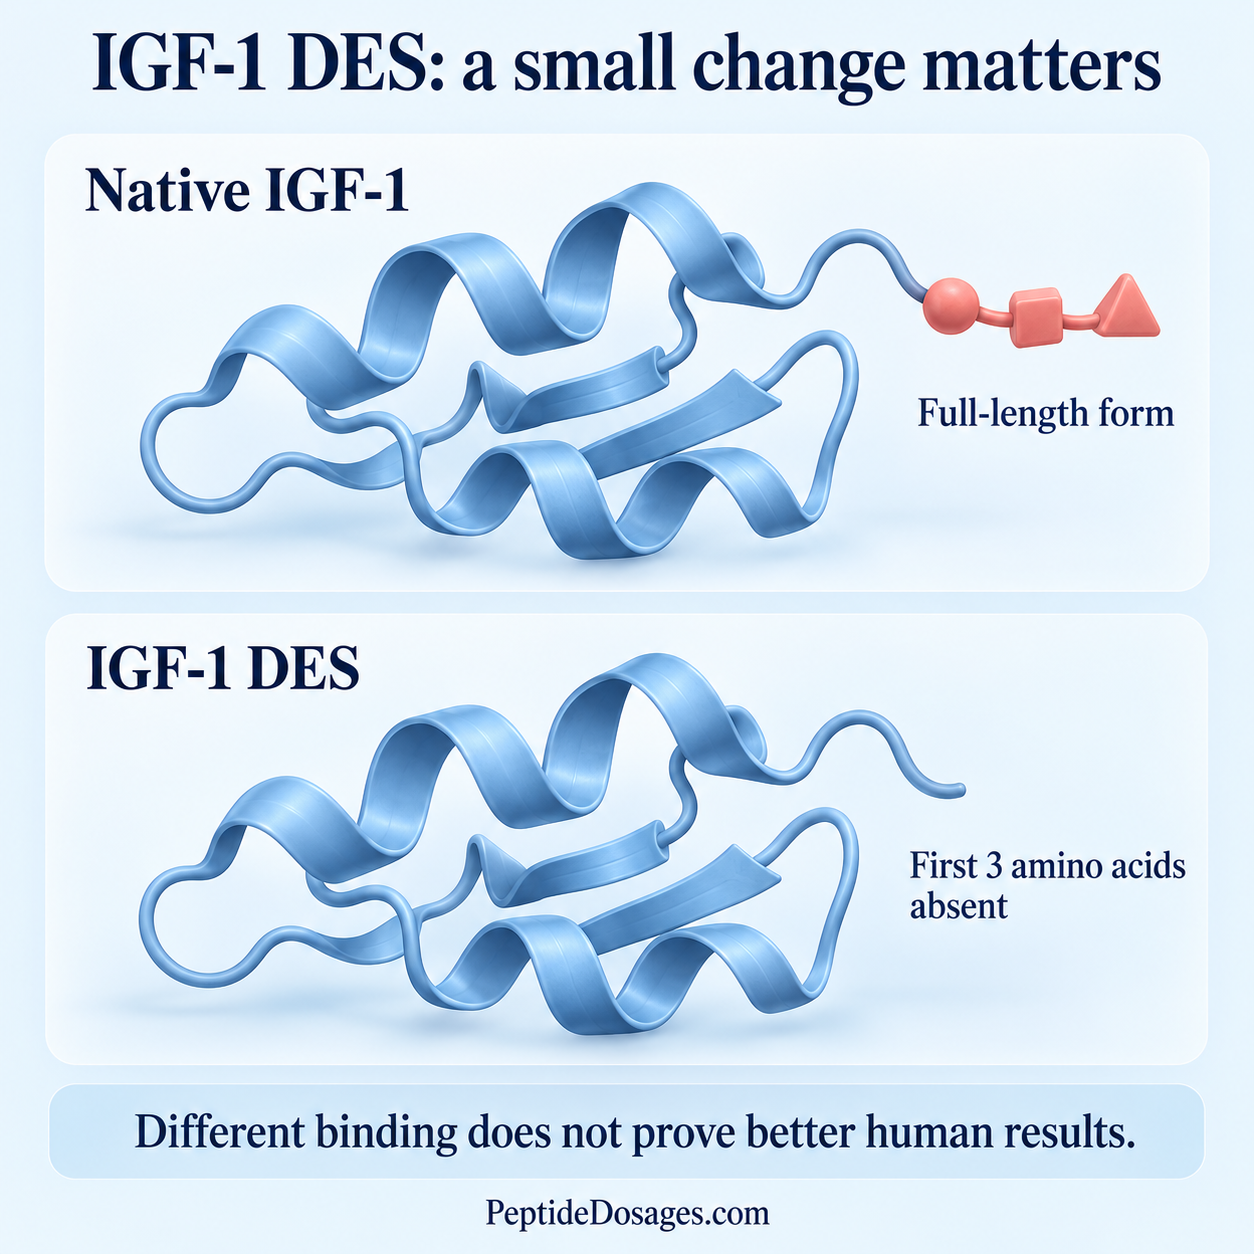 IGF-1 DES: a small change matters
Native IGF-1
Full-length form
IGF-1 DES
First 3 amino acids
absent
Different binding does not prove better human results.
PeptideDosages.com